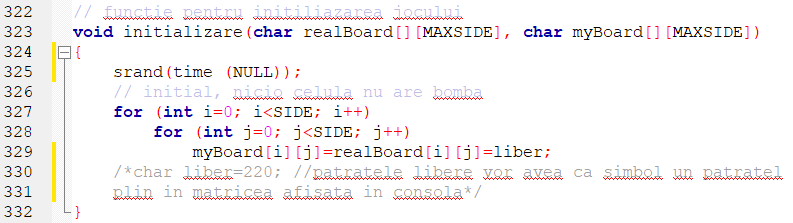 322 // functie pentru initiliazarea jocului
323 void initializare(char realBoard[][MAXSIDE], char myBoard[][MAXSIDE])
324 {
325 srand(time (NULL));
326 // initial, nicio celula nu are bomba
327 for (int i=0; i<SIDE; i++)
328 for (int j=0; j<SIDE; j++)
329 myBoard[i][j]=realBoard[i][j]=liber;
330 /*char liber=220; //patratele libere vor avea ca simbol un patratel
331 plin in matricea afisata in consola*/
332 }